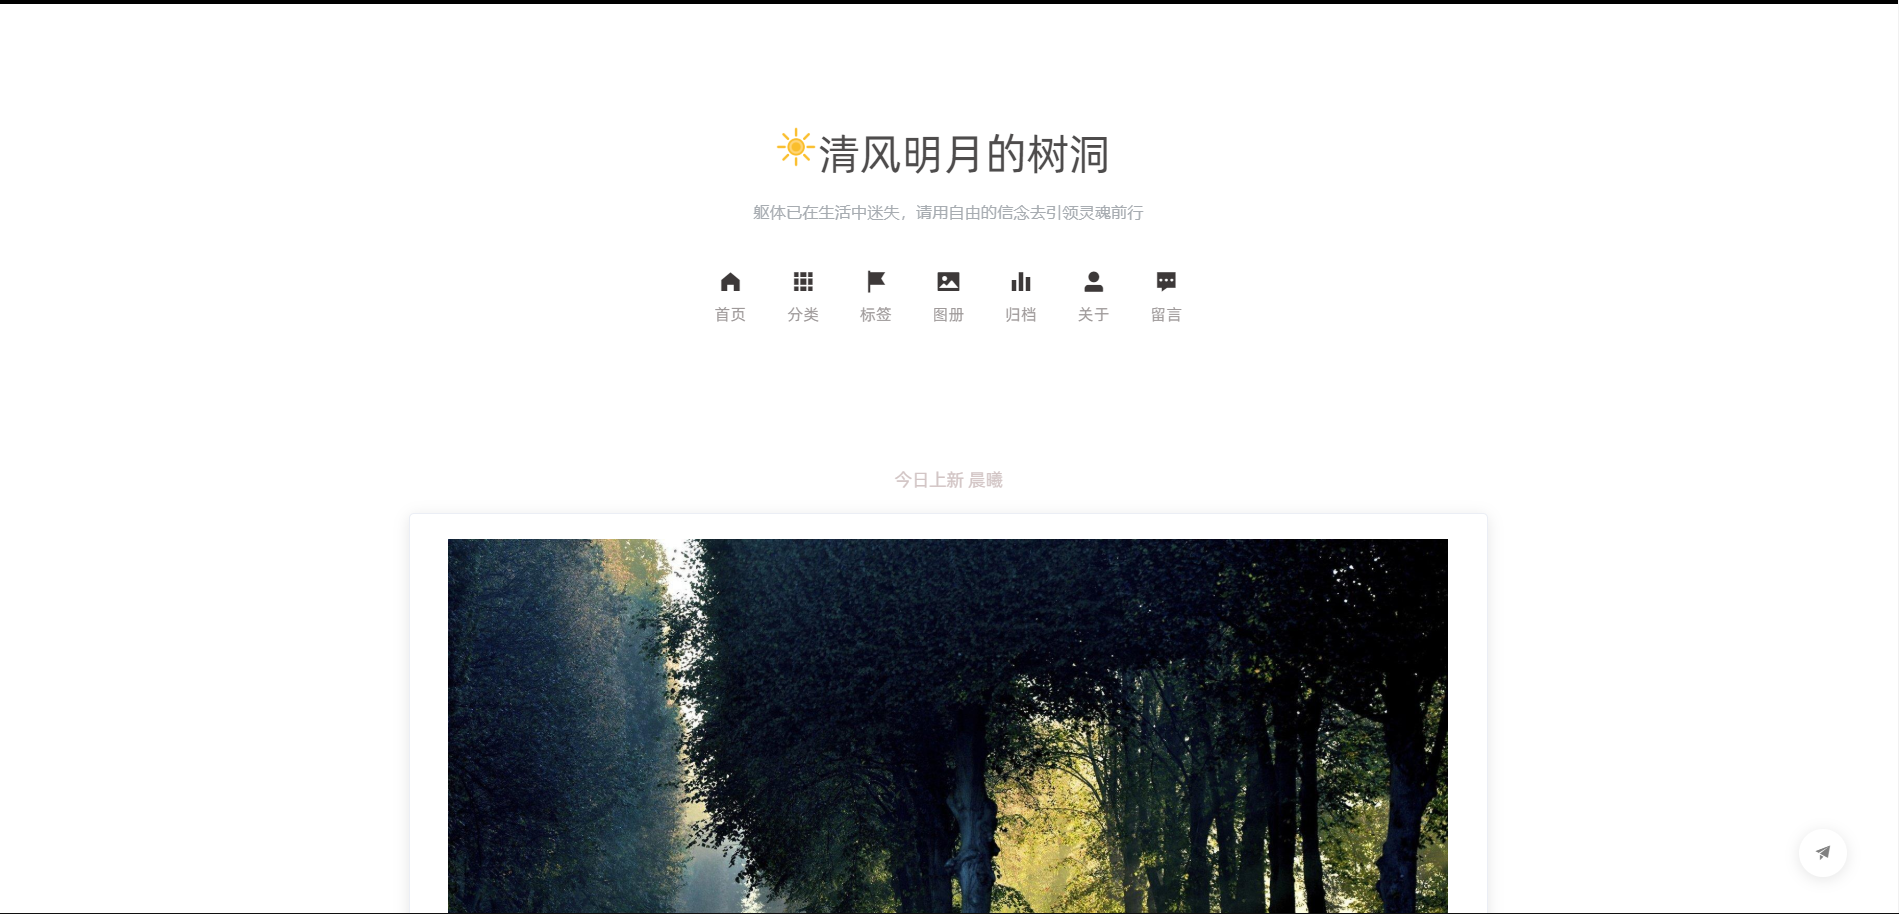 清风明月的树洞
躯体已在生活中迷失，请用自由的信念去引领灵魂前行
首页 分类 标签 图册 归档 关于 留言
今日上新 晨曦